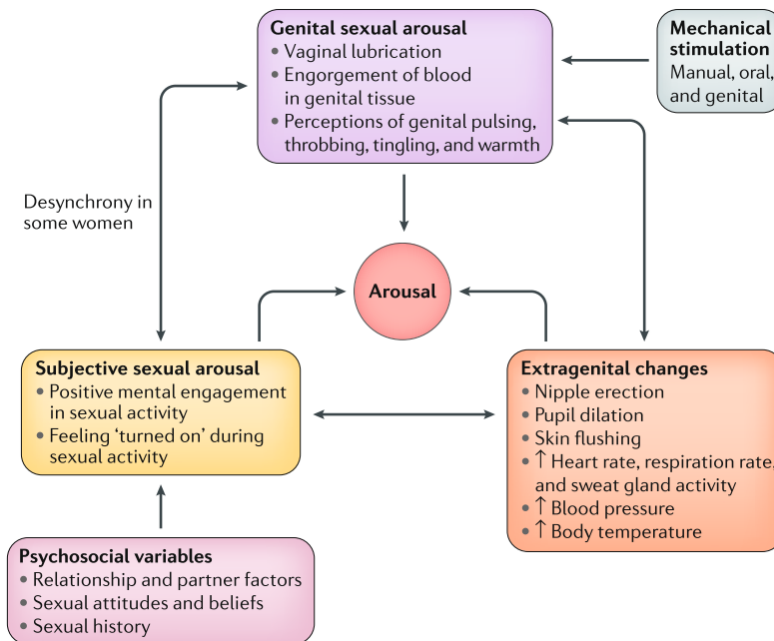 Genital sexual arousal
• Vaginal lubrication
• Engorgement of blood
in genital tissue
• Perceptions of genital pulsing,
throbbing, tingling, and warmth
Mechanical
stimulation
Manual, oral,
and genital
Desynchrony in
some women
Arousal
Subjective sexual arousal
• Positive mental engagement
in sexual activity
• Feeling ‘turned on’ during
sexual activity
Extragenital changes
• Nipple erection
• Pupil dilation
• Skin flushing
• ↑ Heart rate, respiration rate,
and sweat gland activity
• ↑ Blood pressure
• ↑ Body temperature
Psychosocial variables
• Relationship and partner factors
• Sexual attitudes and beliefs
• Sexual history